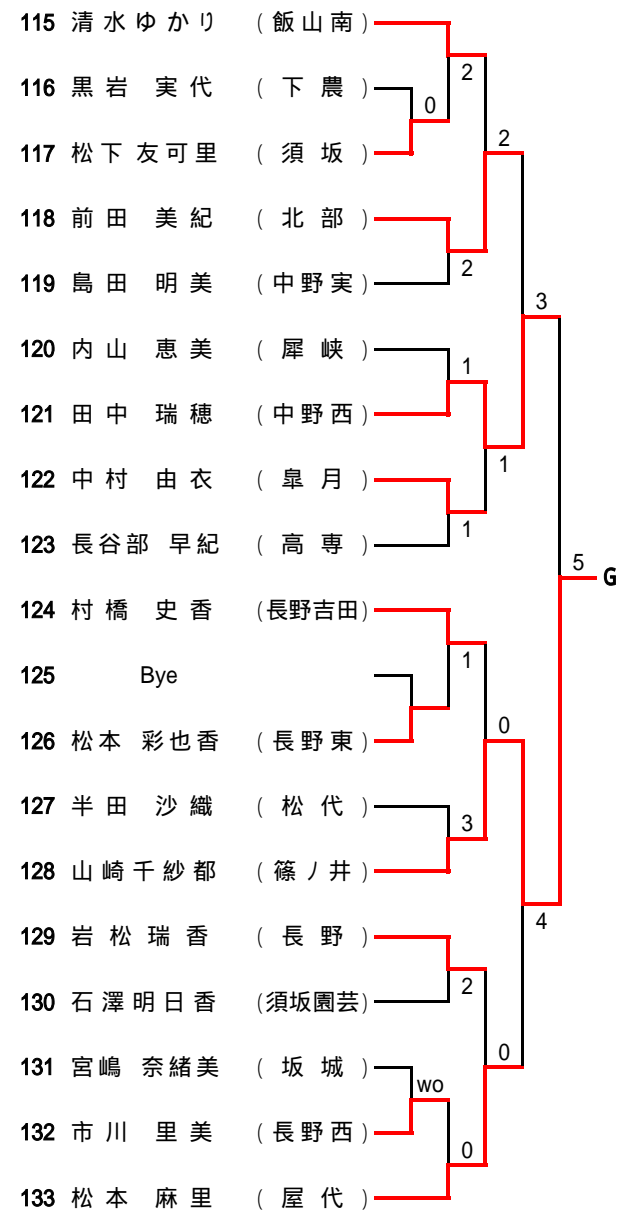 115 清水ゆかり (飯山南)
2
116 黒岩 実代 (下農)
0
2
117 松下 友可里 (須坂)
118 前田 美紀 (北部)
2
119 島田 明美 (中野実)
3
120 内山 恵美 (犀峡)
1
121 田中 瑞穂 (中野西)
1
122 中村 由衣 (皐月)
1
123 長谷部 早紀 (高専)
5 G
124 村橋 史香 (長野吉田)
1
125 Bye
0
126 松本 彩也香 (長野東)
127 半田 沙織 (松代)
3
128 山崎千紗都 (篠ノ井)
4
129 岩松瑞香 (長野)
2
130 石澤明日香 (須坂園芸)
0
131 宮嶋 奈緒美 (坂城)
wo
132 市川 里美 (長野西)
0
133 松本 麻里 (屋代)